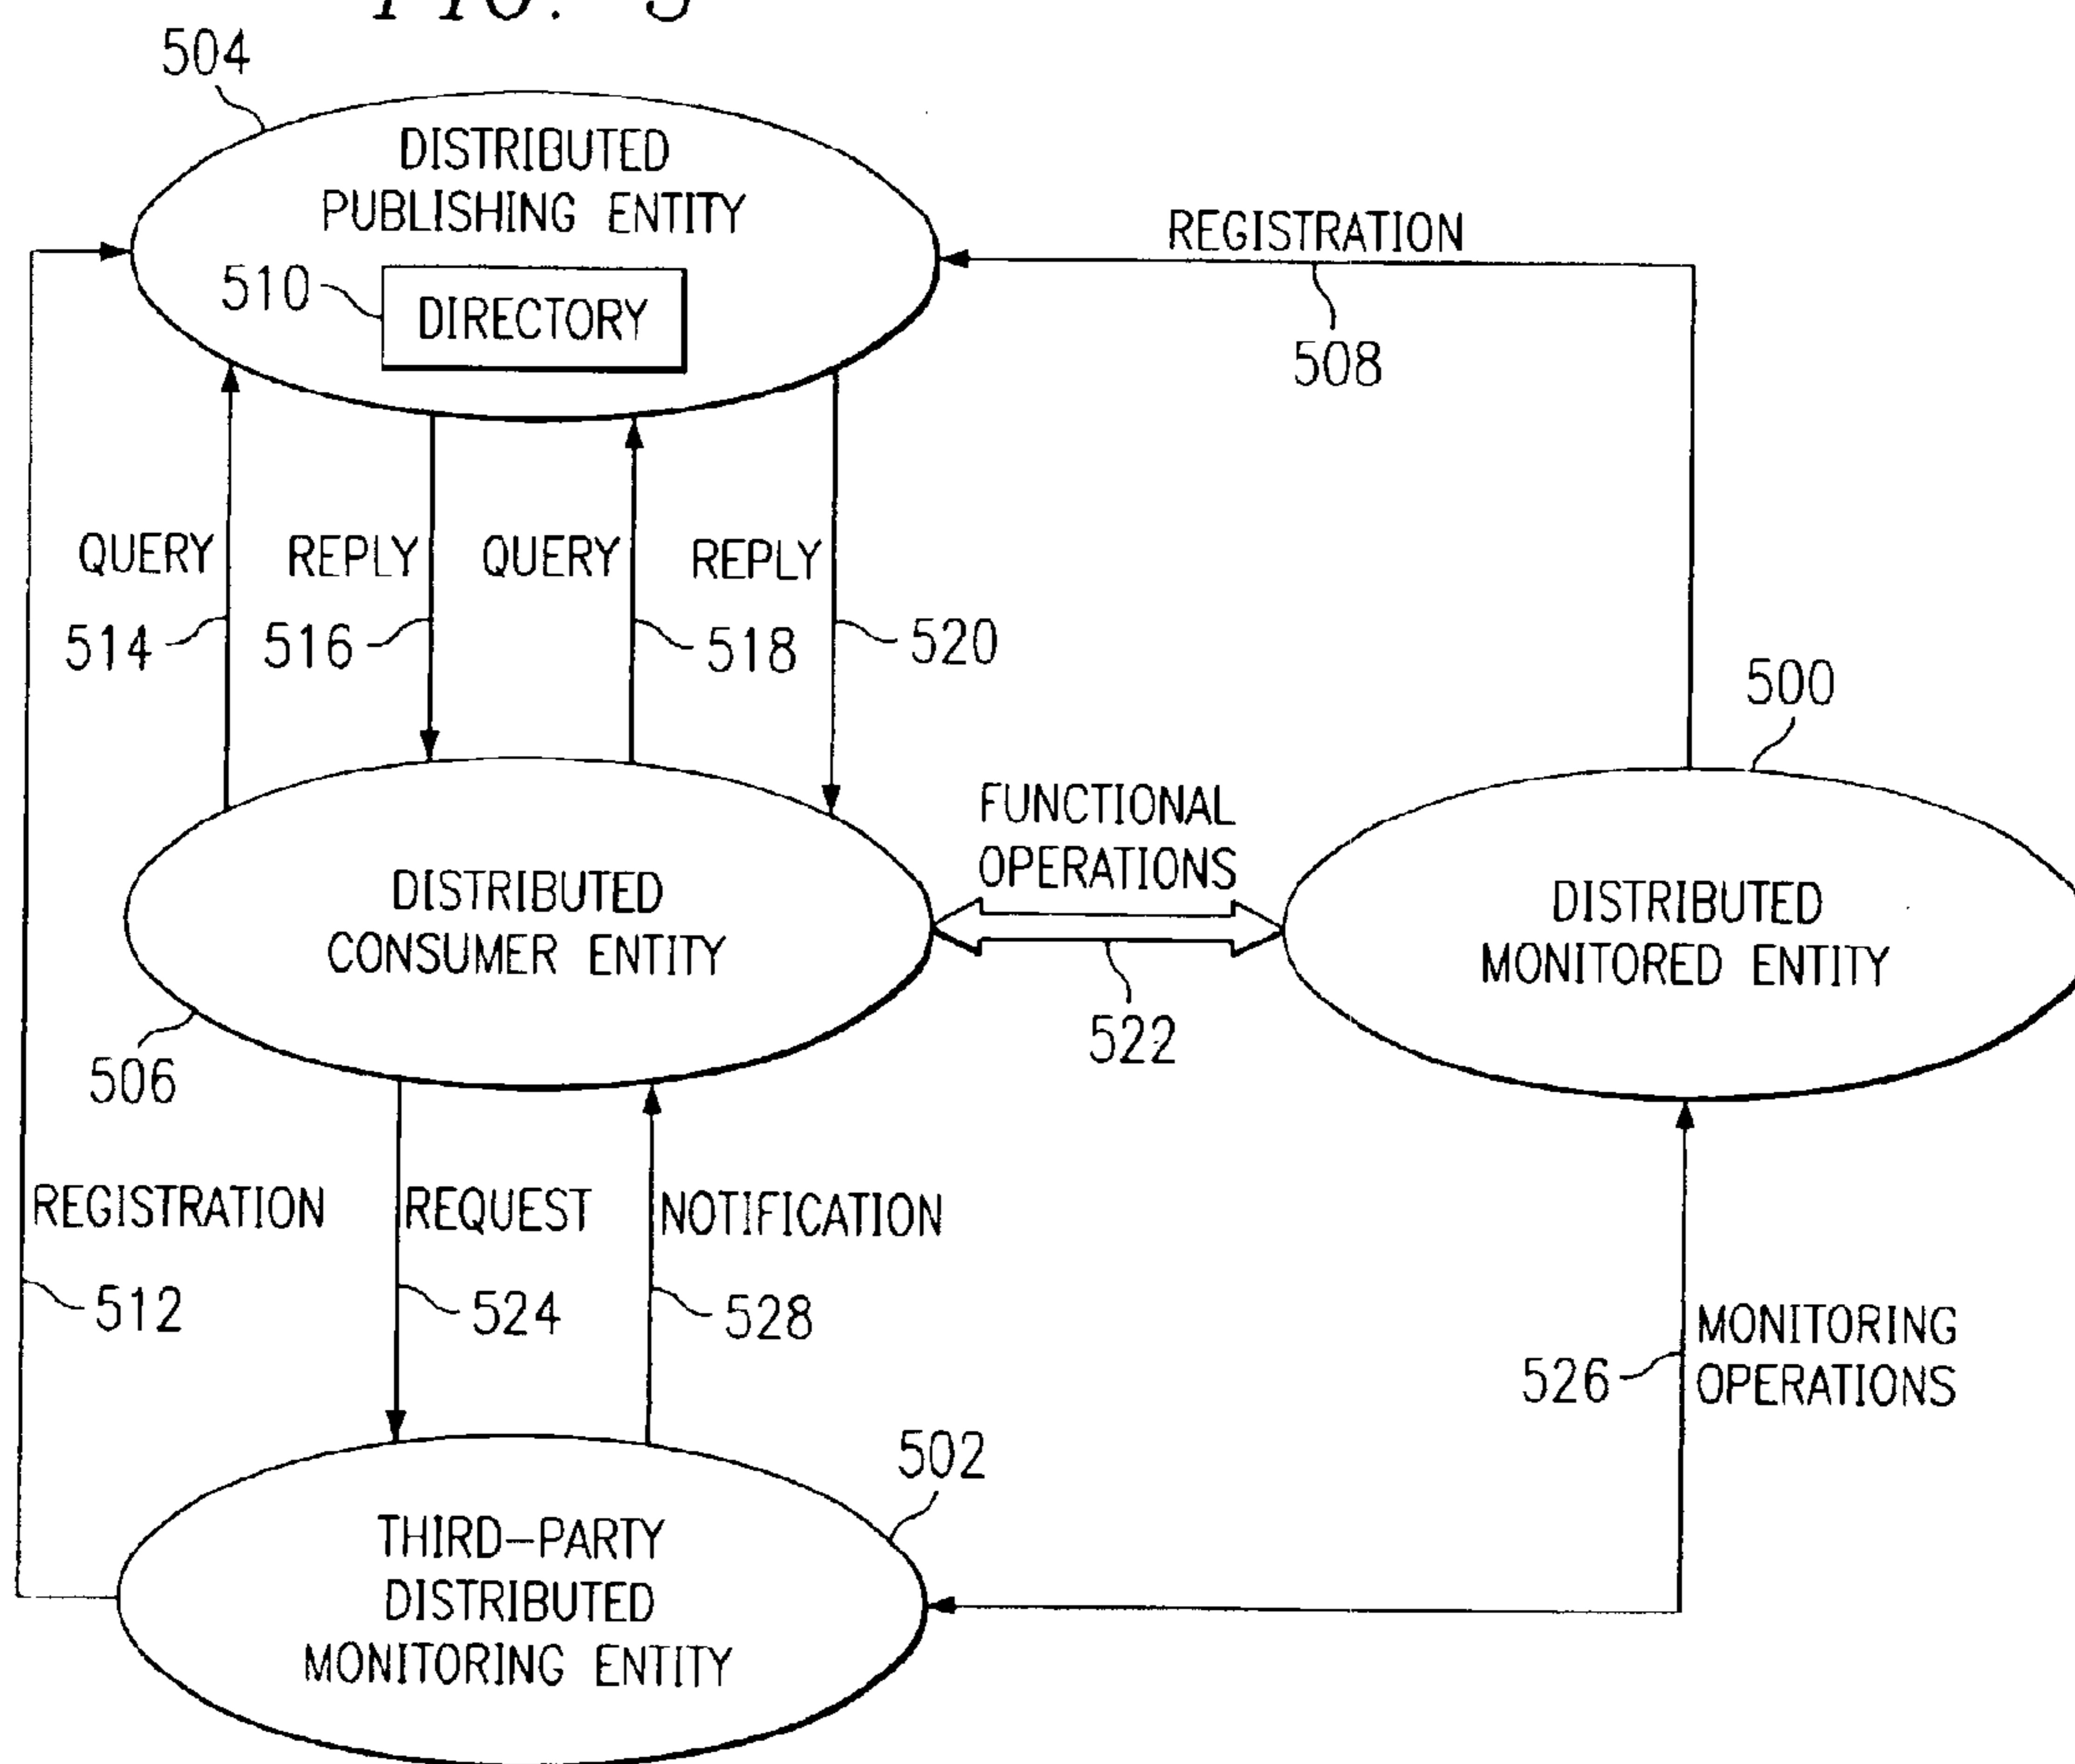 FIG. 5
504
DISTRIBUTED
PUBLISHING ENTITY
510
DIRECTORY
REGISTRATION
508
QUERY
REPLY
QUERY
REPLY
514
516
518
520
500
FUNCTIONAL
OPERATIONS
DISTRIBUTED
CONSUMER ENTITY
DISTRIBUTED
MONITORED ENTITY
522
506
REGISTRATION
REQUEST
NOTIFICATION
512
524
528
MONITORING
OPERATIONS
526
502
THIRD-PARTY
DISTRIBUTED
MONITORING ENTITY